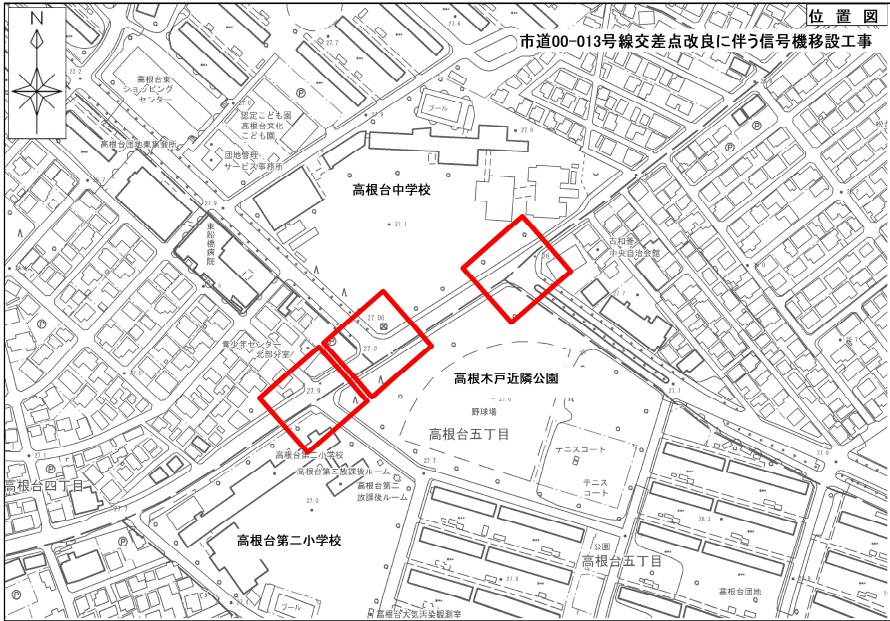 位置図
市道00-013号線交差点改良に伴う信号機移設工事
N
高根台東
ショッピング
センター
認定こども園
高根台文化
こども園
プール
高根台団地東集会所
団地管理
サービス事務所
高根台中学校
東船橋病院
古和釜
中央自治会館
27.06
27.2
青少年センター
北部分室
27.9
高根木戸近隣公園
野球場
高根台五丁目
テニスコート
テニス
コート
高根台第二小学校
高根台第二放課後ルーム
高根台第二
放課後ルーム
高根台四丁目
高根台第二小学校
公園
高根台五丁目
高根台団地
プール
高根台大気汚染観測室